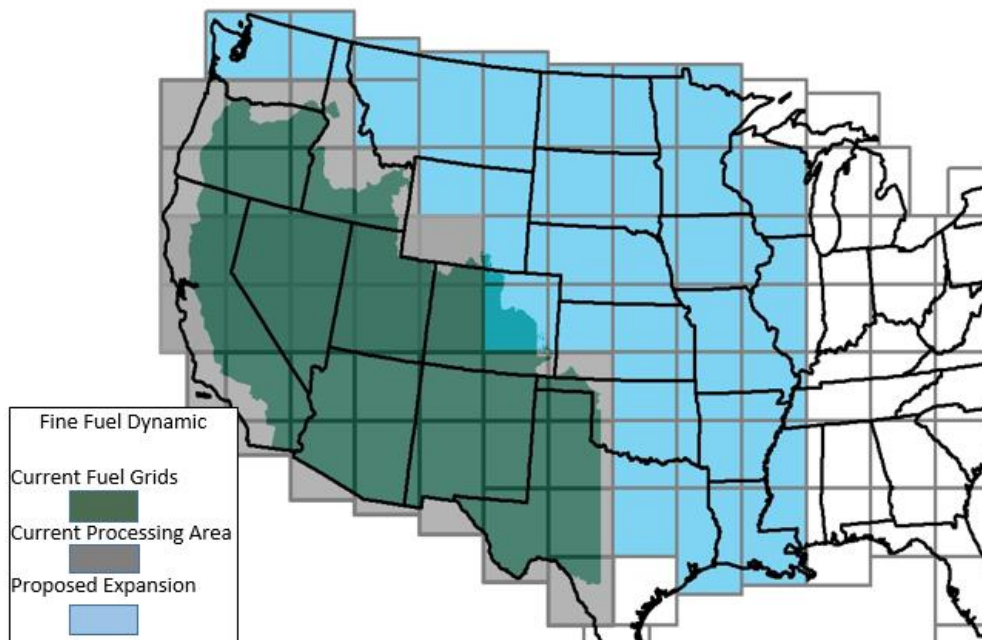 Fine Fuel Dynamic
Current Fuel Grids
Current Processing Area
Proposed Expansion